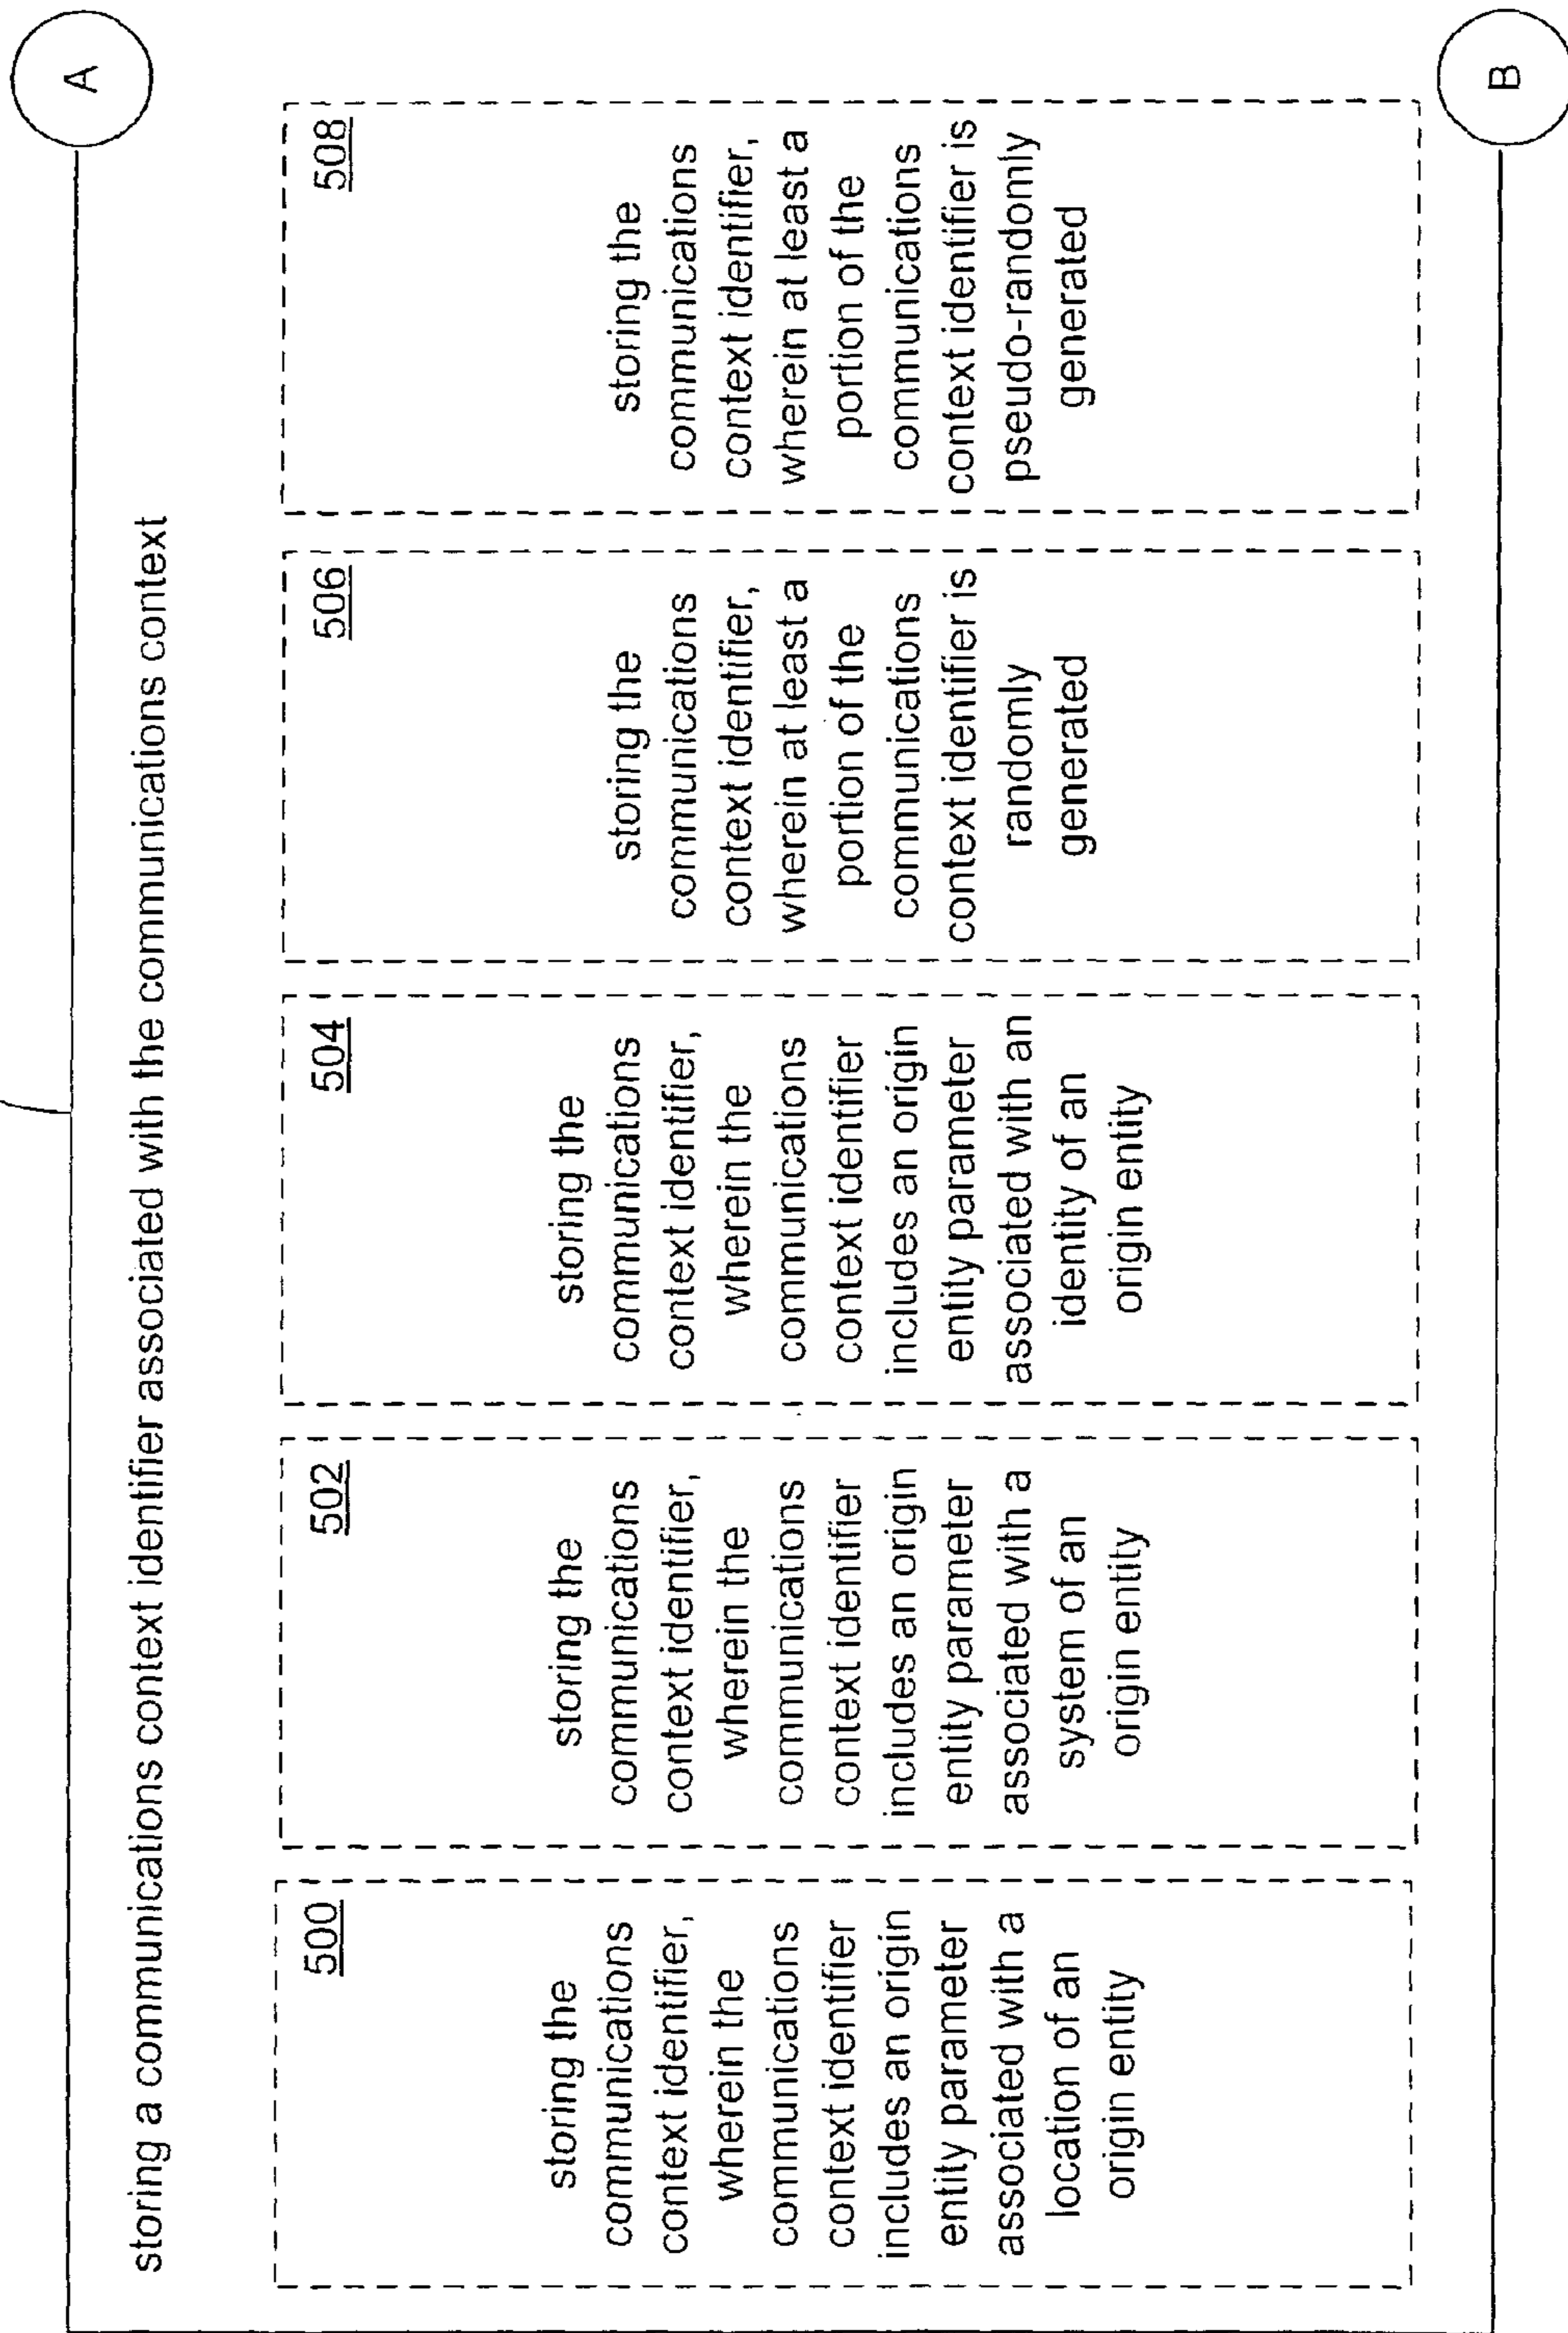 storing a communications context identifier associated with the communications context
A
500
storing the
communications
context identifier,
wherein the
communications
context identifier
includes an origin
entity parameter
associated with a
location of an
origin entity
502
storing the
communications
context identifier,
wherein the
communications
context identifier
includes an origin
entity parameter
associated with a
system of an
origin entity
504
storing the
communications
context identifier,
wherein the
communications
context identifier
includes an origin
entity parameter
associated with an
identity of an
origin entity
506
storing the
communications
context identifier,
wherein at least a
portion of the
communications
context identifier is
randomly
generated
508
storing the
communications
context identifier,
wherein at least a
portion of the
communications
context identifier is
pseudo-randomly
generated
B